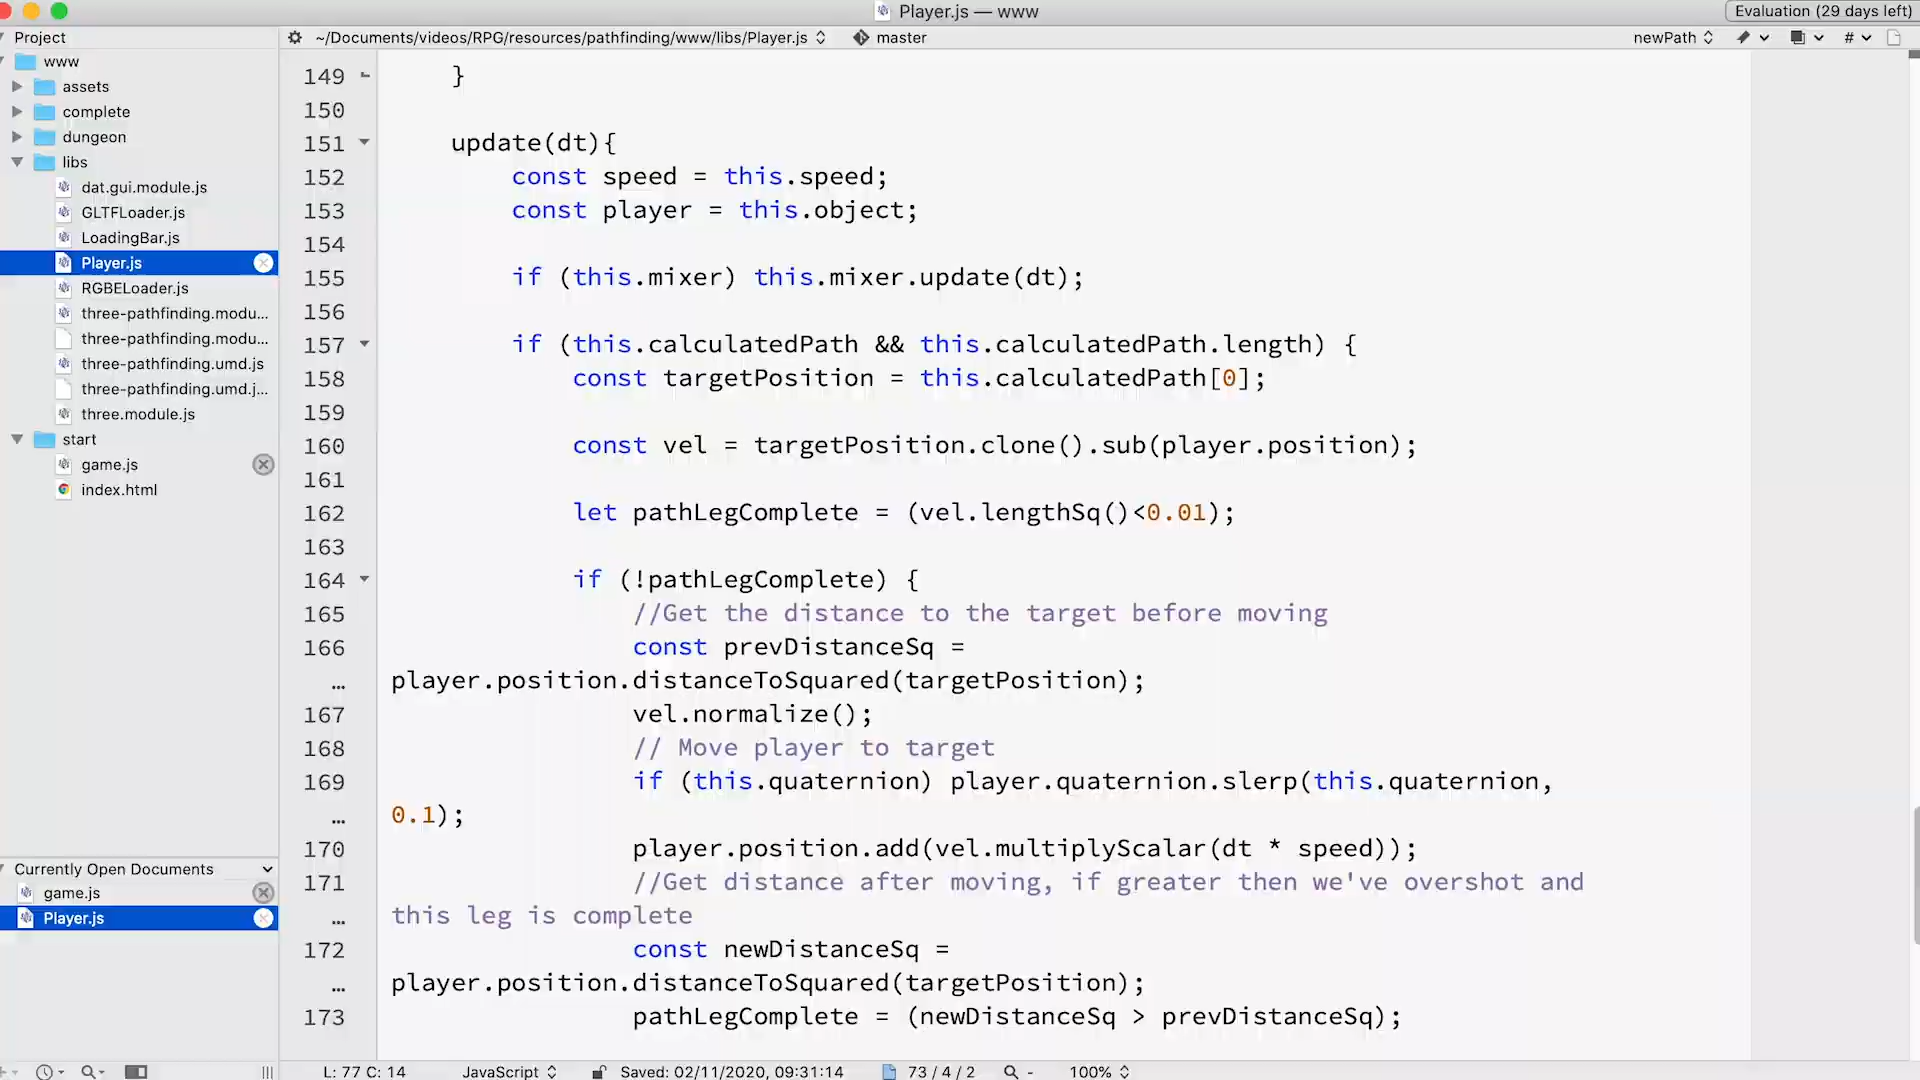 Player.js — www
Evaluation (29 days left)
Project
~/Documents/videos/RPG/resources/pathfinding/www/libs/Player.js
master
newPath
#
www
assets
complete
dungeon
libs
dat.gui.module.js
GLTFLoader.js
LoadingBar.js
Player.js
RGBELoader.js
three-pathfinding.modu...
three-pathfinding.modu...
three-pathfinding.umd.js
three-pathfinding.umd.j...
three.module.js
start
game.js
index.html
Currently Open Documents
game.js
Player.js
149 }
150
151 update(dt){
152 const speed = this.speed;
153 const player = this.object;
154
155 if (this.mixer) this.mixer.update(dt);
156
157 if (this.calculatedPath && this.calculatedPath.length) {
158 const targetPosition = this.calculatedPath[0];
159
160 const vel = targetPosition.clone().sub(player.position);
161
162 let pathLegComplete = (vel.lengthSq()<0.01);
163
164 if (!pathLegComplete) {
165 //Get the distance to the target before moving
166 const prevDistanceSq =
… player.position.distanceToSquared(targetPosition);
167 vel.normalize();
168 // Move player to target
169 if (this.quaternion) player.quaternion.slerp(this.quaternion,
… 0.1);
170 player.position.add(vel.multiplyScalar(dt * speed));
171 //Get distance after moving, if greater then we've overshot and
… this leg is complete
172 const newDistanceSq =
… player.position.distanceToSquared(targetPosition);
173 pathLegComplete = (newDistanceSq > prevDistanceSq);
L: 77 C: 14
JavaScript
Saved: 02/11/2020, 09:31:14
73 / 4 / 2
-
100%